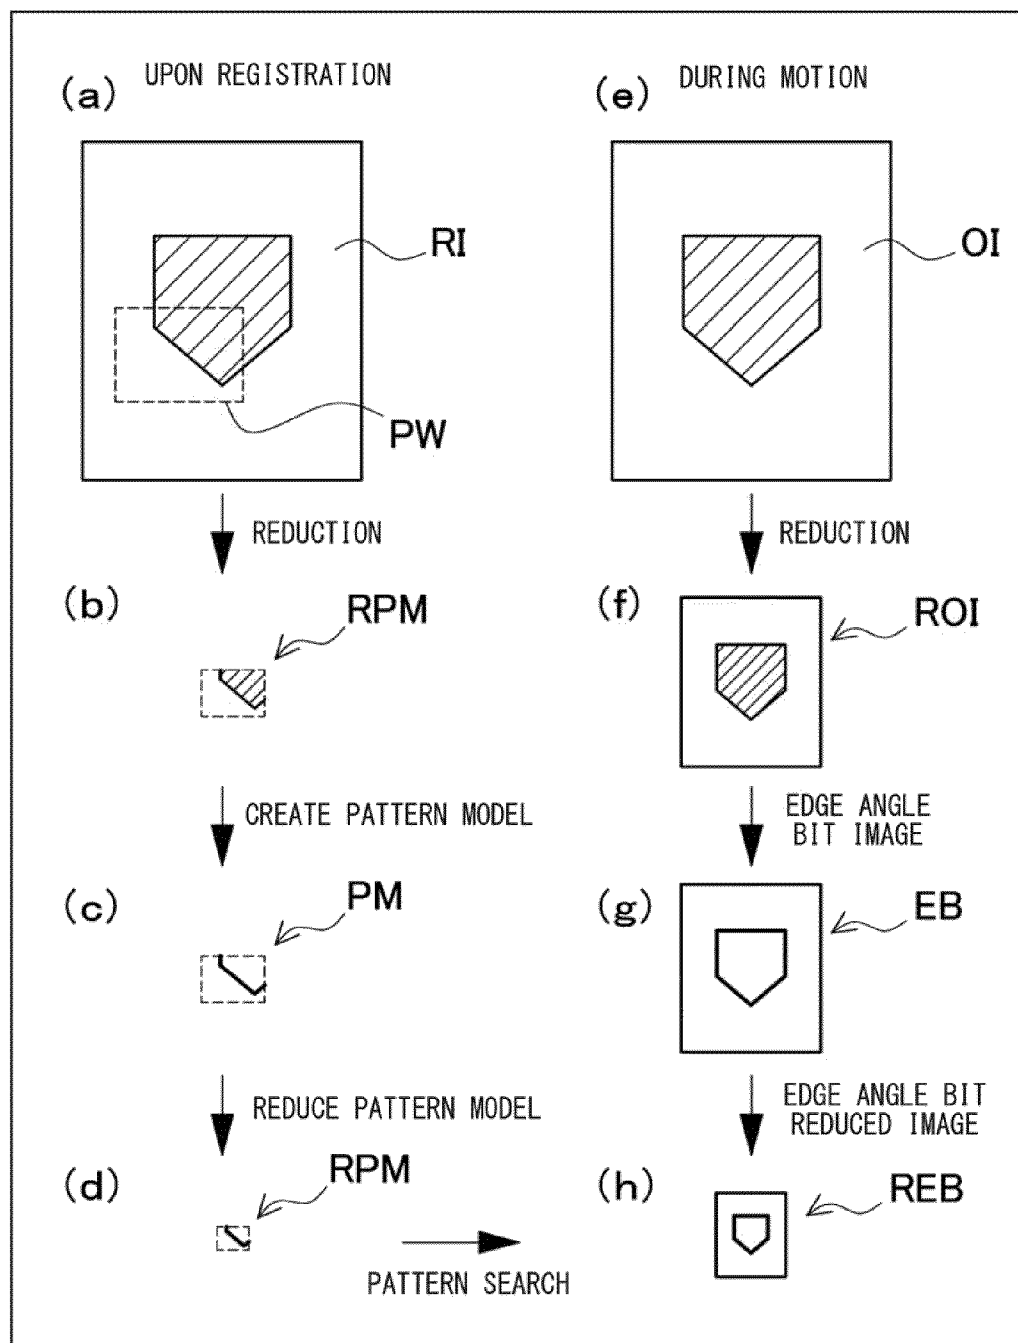 (a) UPON REGISTRATION
RI
PW
REDUCTION
(b)
RPM
CREATE PATTERN MODEL
(c)
PM
REDUCE PATTERN MODEL
(d)
RPM
PATTERN SEARCH
(e) DURING MOTION
OI
REDUCTION
(f)
ROI
EDGE ANGLE
BIT IMAGE
(g)
EB
EDGE ANGLE BIT
REDUCED IMAGE
(h)
REB